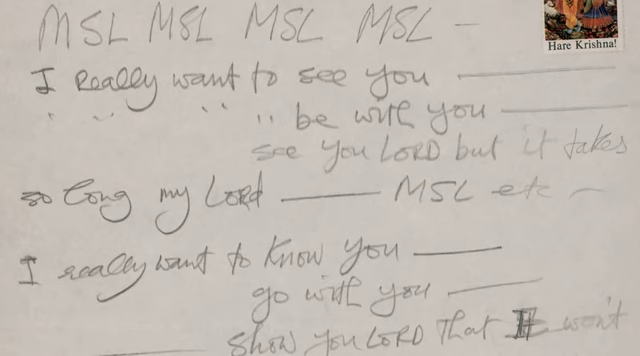 MSL MSL MSL MSL —
Hare Krishna!
I Really want to see you ———
" " " " be with you ———
see you LORD but it takes
so long my LORD ——— MSL etc ~
I really want to know you ———
go with you ———
——— show you LORD that It won't